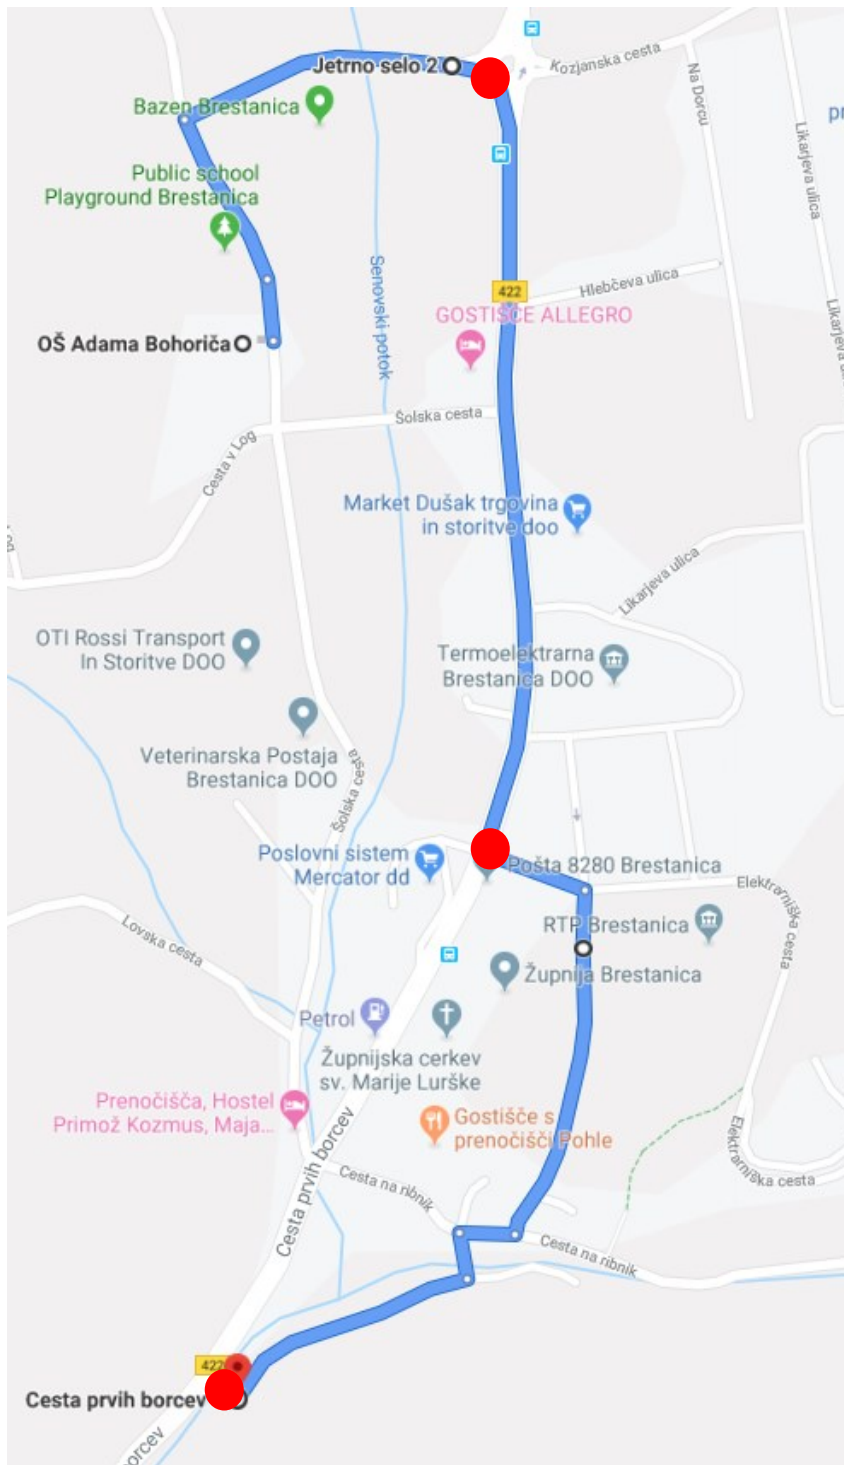 Jetrno selo 2
Kozjanska cesta
Na Dorcu
Likarjeva ulica
Bazen Brestanica
Public school
Playground Brestanica
Senovski potok
Hlebčeva ulica
422
GOSTIŠČE ALLEGRO
OŠ Adama Bohoriča
Šolska cesta
Cesta v Log
Market Dušak trgovina
in storitve doo
Likarjeva ulica
OTI Rossi Transport
In Storitve DOO
Termoelektrarna
Brestanica DOO
Veterinarska Postaja
Brestanica DOO
Šolska cesta
Poslovni sistem
Mercator dd
Pošta 8280 Brestanica
Elektrarniška cesta
RTP Brestanica
Lovska cesta
Župnija Brestanica
Petrol
Župnijska cerkev
sv. Marije Lurške
Prenočišča, Hostel
Primož Kozmus, Maja...
Gostišče s
prenočišči Pohle
Cesta prvih borcev
Cesta na ribnik
Elektrarniška cesta
Cesta na ribnik
422
Cesta prvih borcev